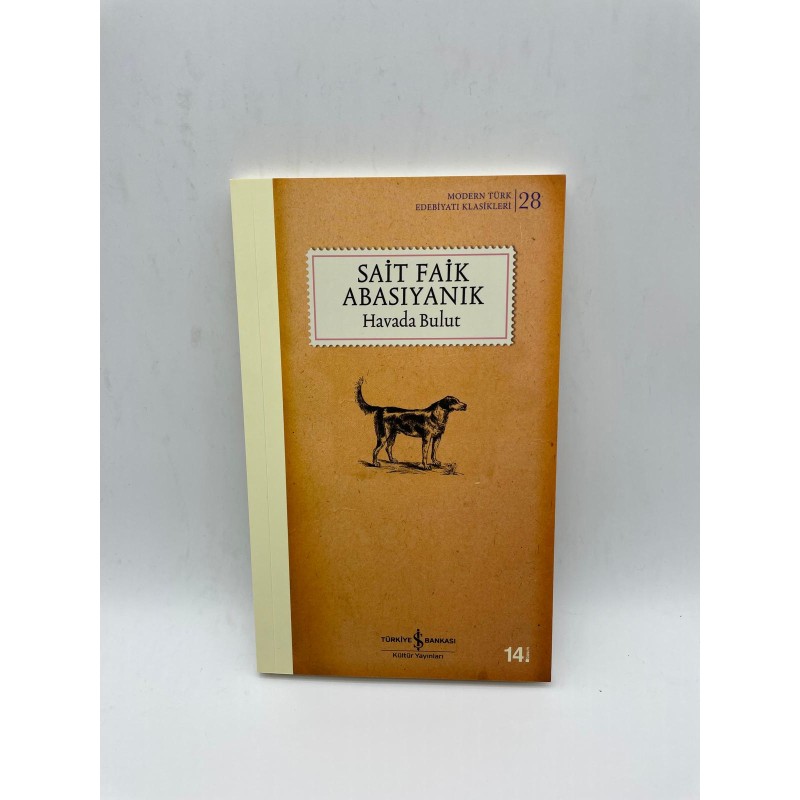 MODERN TÜRK
EDEBİYATI KLASİKLERİ 28
SAİT FAİK
ABASIYANIK
Havada Bulut
TÜRKİYE İŞ BANKASI
Kültür Yayınları
14.